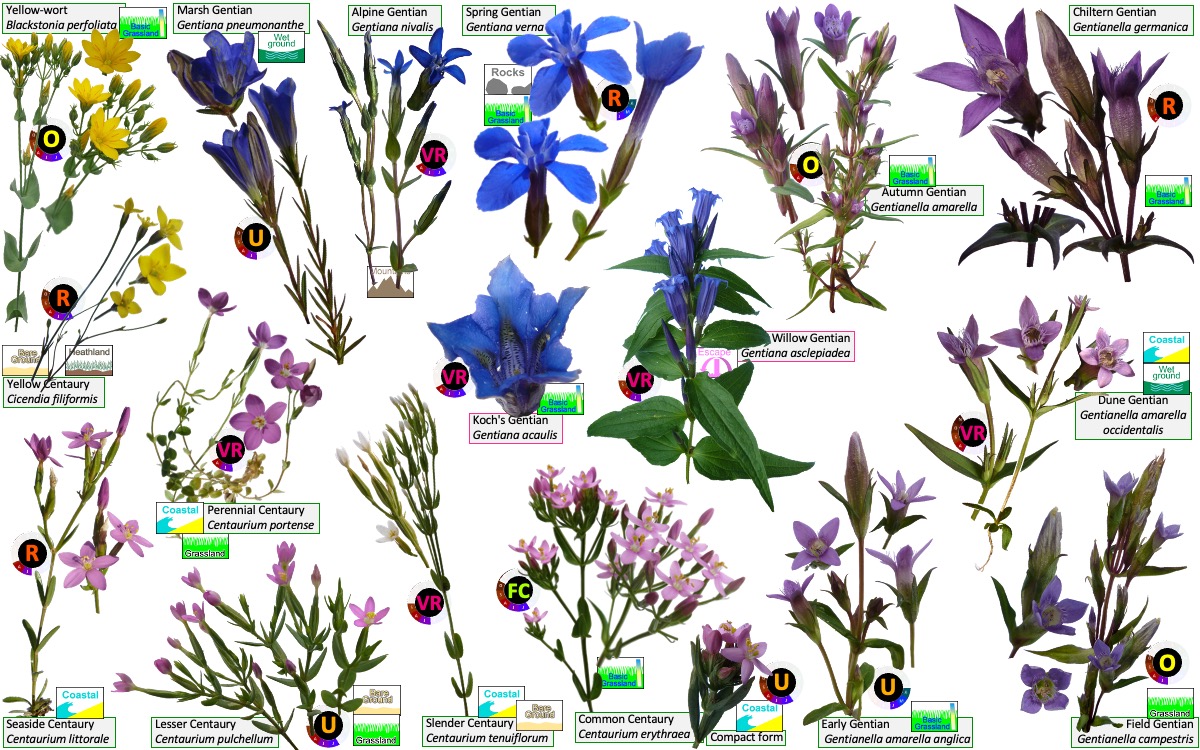 Yellow-wort
Blackstonia perfoliata
Basic
Grassland
Marsh Gentian
Gentiana pneumonanthe
Wet
ground
Alpine Gentian
Gentiana nivalis
Spring Gentian
Gentiana verna
Rocks
Basic
Grassland
R
Chiltern Gentian
Gentianella germanica
R
Basic
Grassland
O
VR
O
Basic
Grassland
Autumn Gentian
Gentianella amarella
U
Mountains
R
Bare
Ground
Heathland
Yellow Centaury
Cicendia filiformis
VR
Basic
Grassland
Koch's Gentian
Gentiana acaulis
VR
Escape
Willow Gentian
Gentiana asclepiadea
Coastal
Wet
ground
Dune Gentian
Gentianella amarella
occidentalis
VR
VR
Coastal
Perennial Centaury
Centaurium portense
Grassland
R
Coastal
Seaside Centaury
Centaurium littorale
Lesser Centaury
Centaurium pulchellum
U
Bare
Ground
Grassland
VR
Coastal
Bare
Ground
Slender Centaury
Centaurium tenuiflorum
FC
Basic
Grassland
Common Centaury
Centaurium erythraea
U
Coastal
Compact form
U
Basic
Grassland
Early Gentian
Gentianella amarella anglica
O
Grassland
Field Gentian
Gentianella campestris